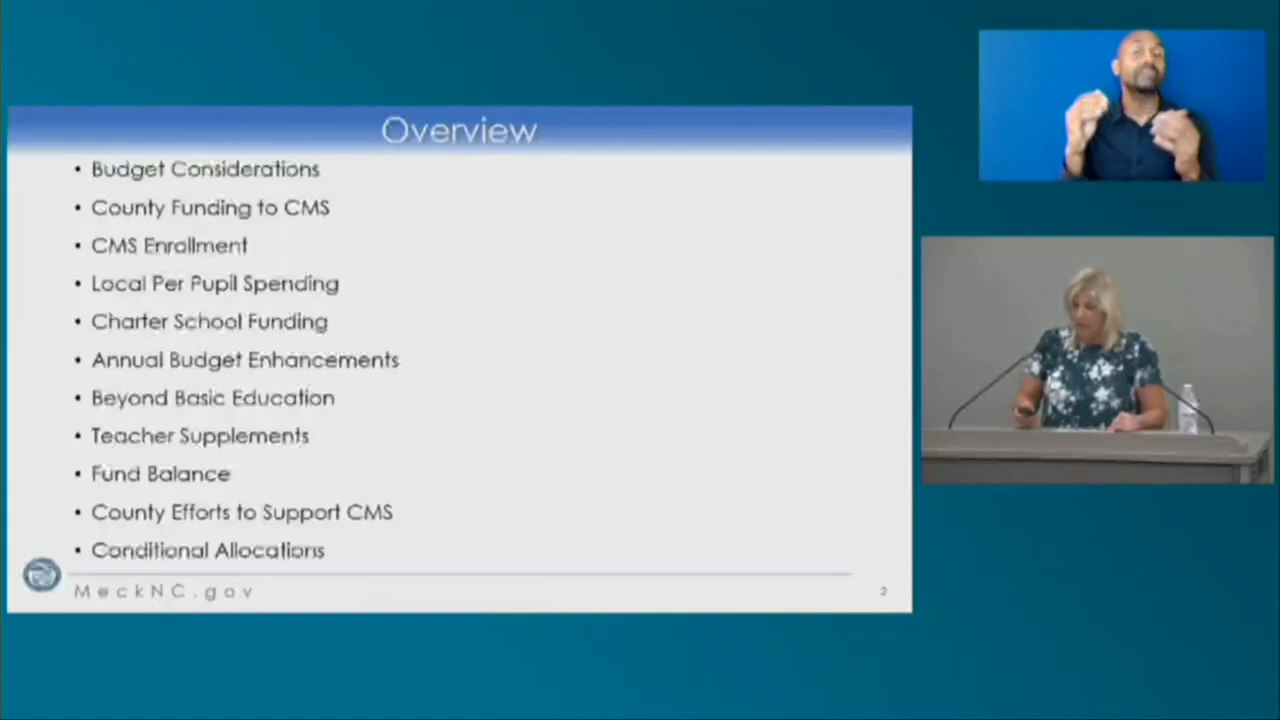 Overview
• Budget Considerations
• County Funding to CMS
• CMS Enrollment
• Local Per Pupil Spending
• Charter School Funding
• Annual Budget Enhancements
• Beyond Basic Education
• Teacher Supplements
• Fund Balance
• County Efforts to Support CMS
• Conditional Allocations
MeckNC.gov
2